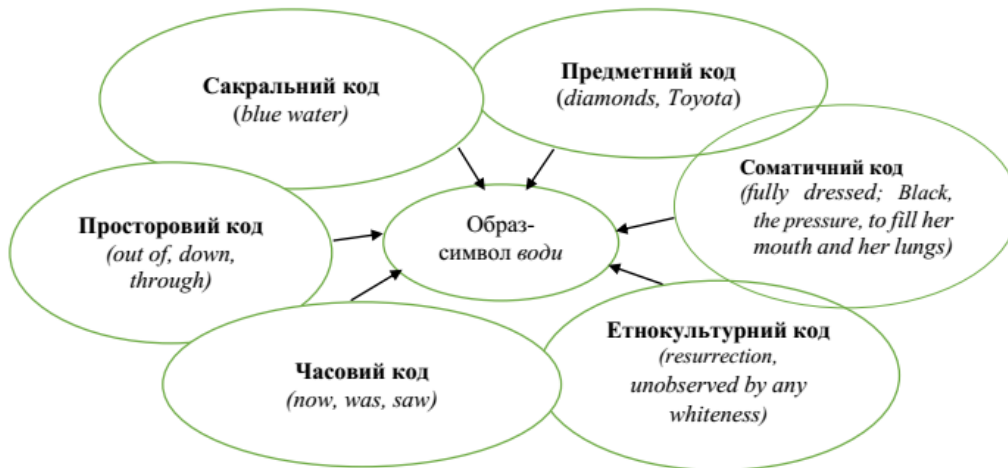 Сакральний код
(blue water)
Предметний код
(diamonds, Toyota)
Соматичний код
(fully dressed; Black,
the pressure, to fill her
mouth and her lungs)
Просторовий код
(out of, down,
through)
Образ-
символ води
Часовий код
(now, was, saw)
Етнокультурний код
(resurrection,
unobserved by any
whiteness)